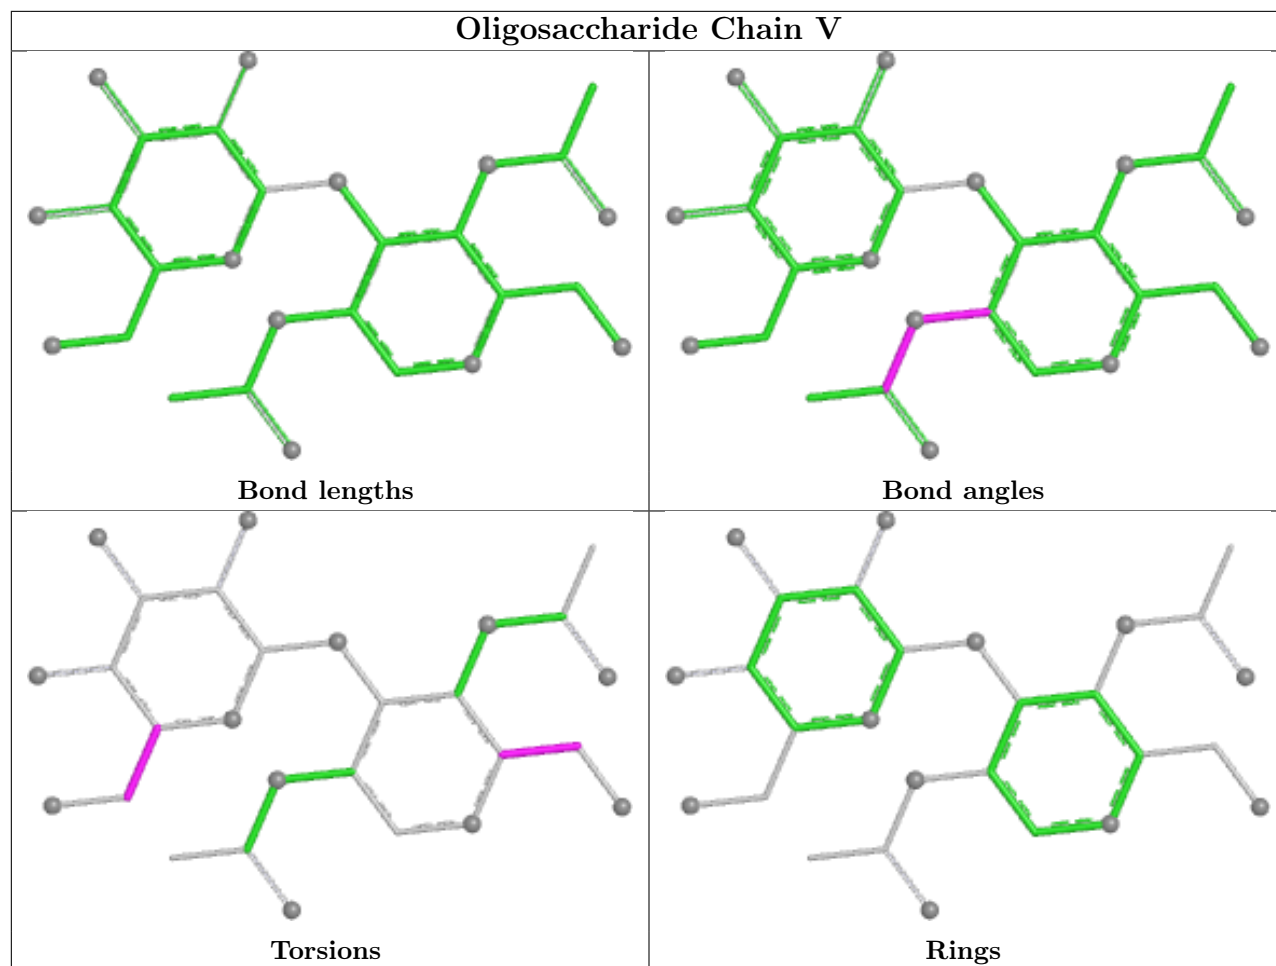 Oligosaccharide Chain V
Bond lengths
Bond angles
Torsions
Rings